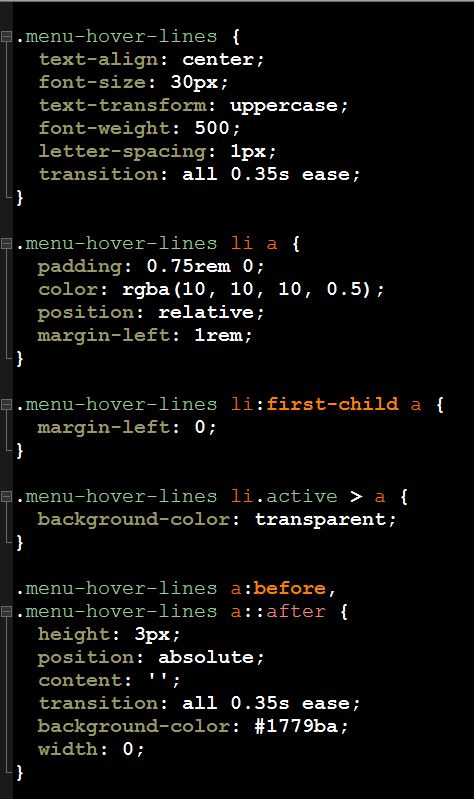 .menu-hover-lines {
  text-align: center;
  font-size: 30px;
  text-transform: uppercase;
  font-weight: 500;
  letter-spacing: 1px;
  transition: all 0.35s ease;
}

.menu-hover-lines li a {
  padding: 0.75rem 0;
  color: rgba(10, 10, 10, 0.5);
  position: relative;
  margin-left: 1rem;
}

.menu-hover-lines li:first-child a {
  margin-left: 0;
}

.menu-hover-lines li.active > a {
  background-color: transparent;
}

.menu-hover-lines a:before,
.menu-hover-lines a::after {
  height: 3px;
  position: absolute;
  content: '';
  transition: all 0.35s ease;
  background-color: #1779ba;
  width: 0;
}